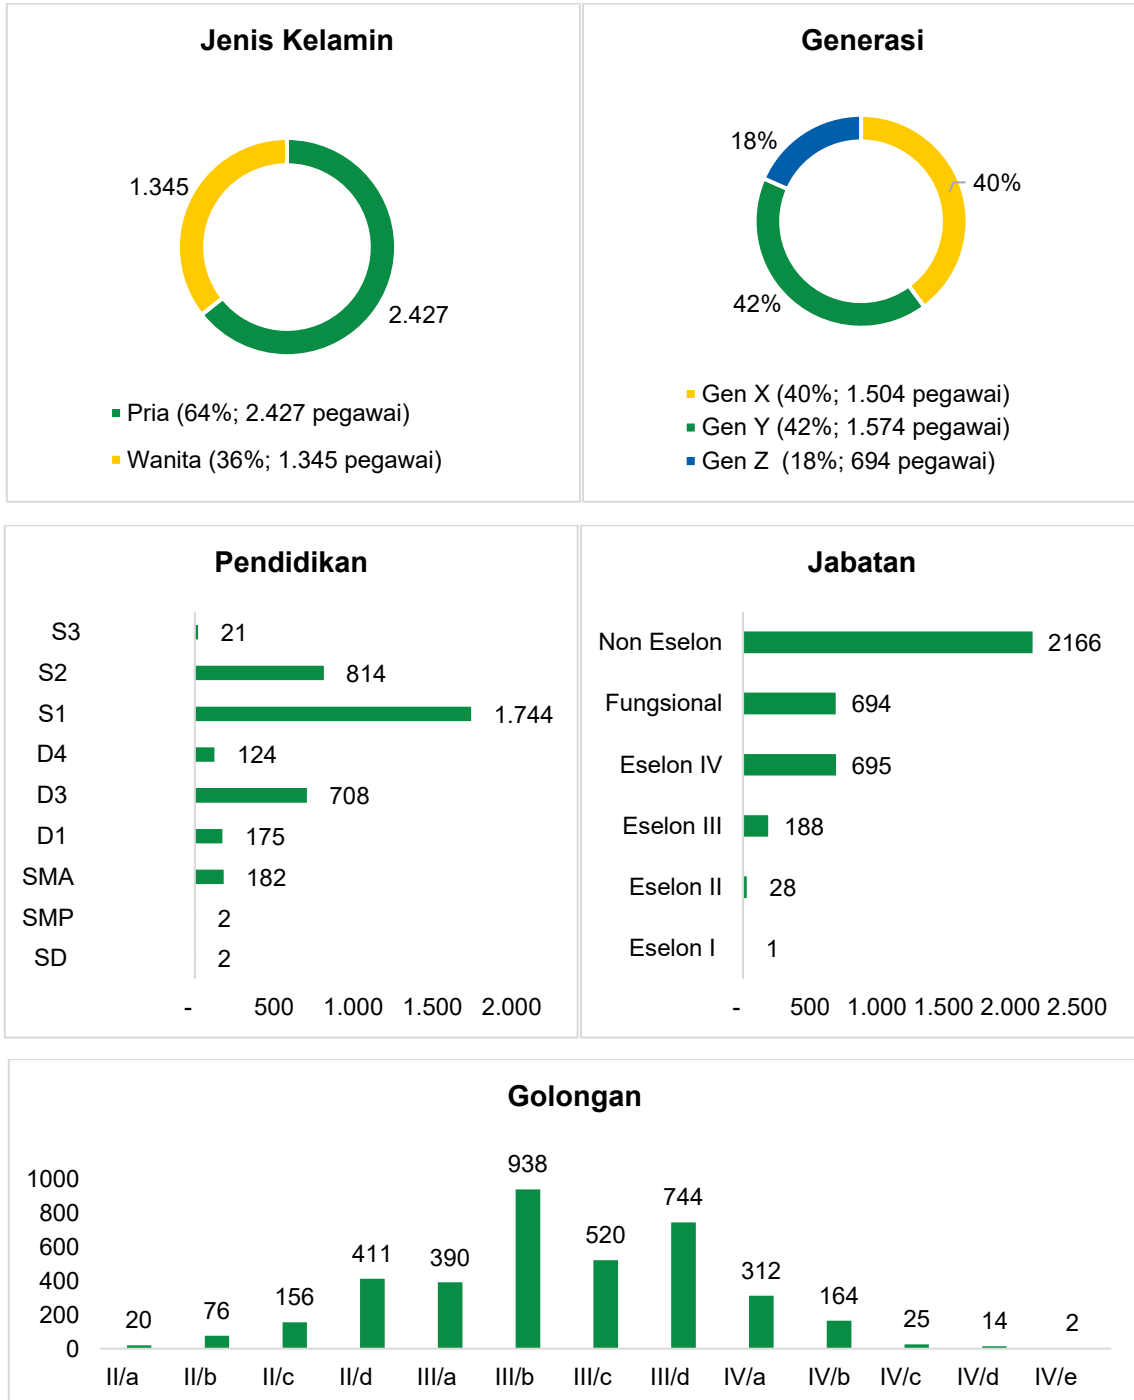 Jenis Kelamin
1.345
2.427
Pria (64%; 2.427 pegawai)
Wanita (36%; 1.345 pegawai)
Generasi
18%
40%
42%
Gen X (40%; 1.504 pegawai)
Gen Y (42%; 1.574 pegawai)
Gen Z (18%; 694 pegawai)
Pendidikan
S3 21
S2 814
S1 1.744
D4 124
D3 708
D1 175
SMA 182
SMP 2
SD 2
- 500 1.000 1.500 2.000
Jabatan
Non Eselon 2166
Fungsional 694
Eselon IV 695
Eselon III 188
Eselon II 28
Eselon I 1
- 500 1.000 1.500 2.000 2.500
Golongan
1000
800
600
400
200
0
20 76 156 411 390 938 520 744 312 164 25 14 2
II/a II/b II/c II/d III/a III/b III/c III/d IV/a IV/b IV/c IV/d IV/e